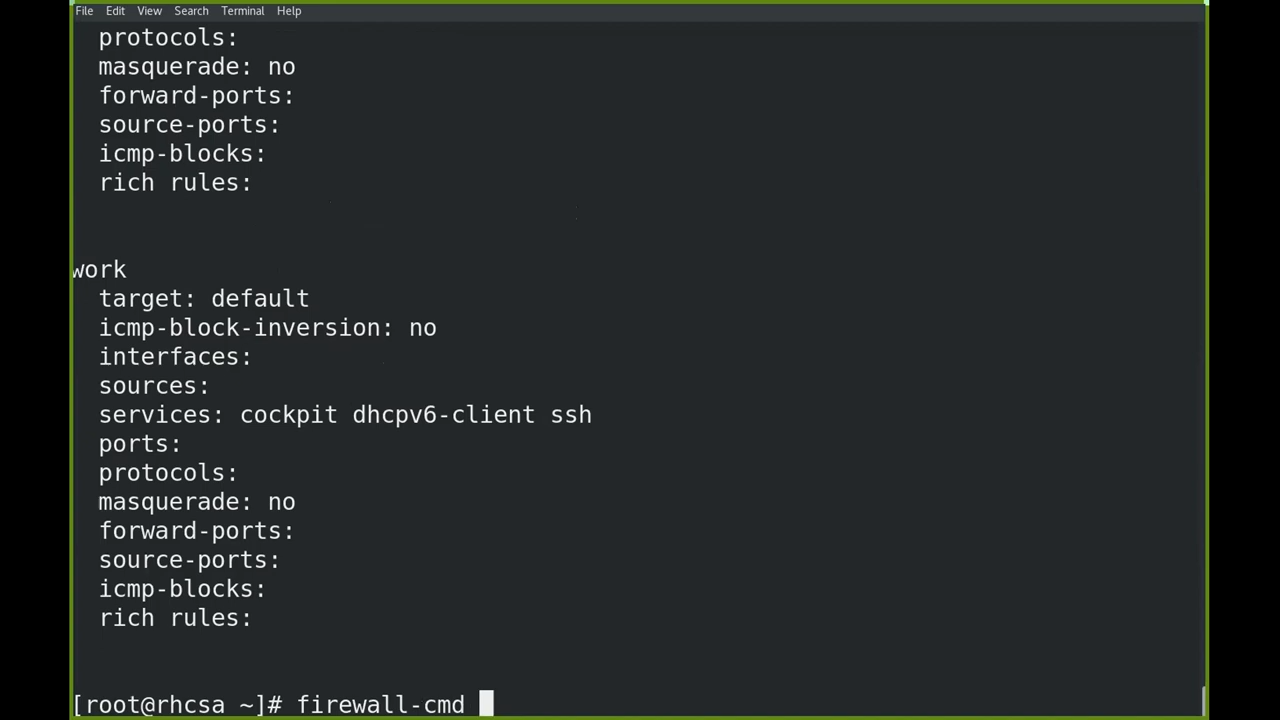 File Edit View Search Terminal Help
protocols:
masquerade: no
forward-ports:
source-ports:
icmp-blocks:
rich rules:
work
target: default
icmp-block-inversion: no
interfaces:
sources:
services: cockpit dhcpv6-client ssh
ports:
protocols:
masquerade: no
forward-ports:
source-ports:
icmp-blocks:
rich rules:
[root@rhcsa ~]# firewall-cmd